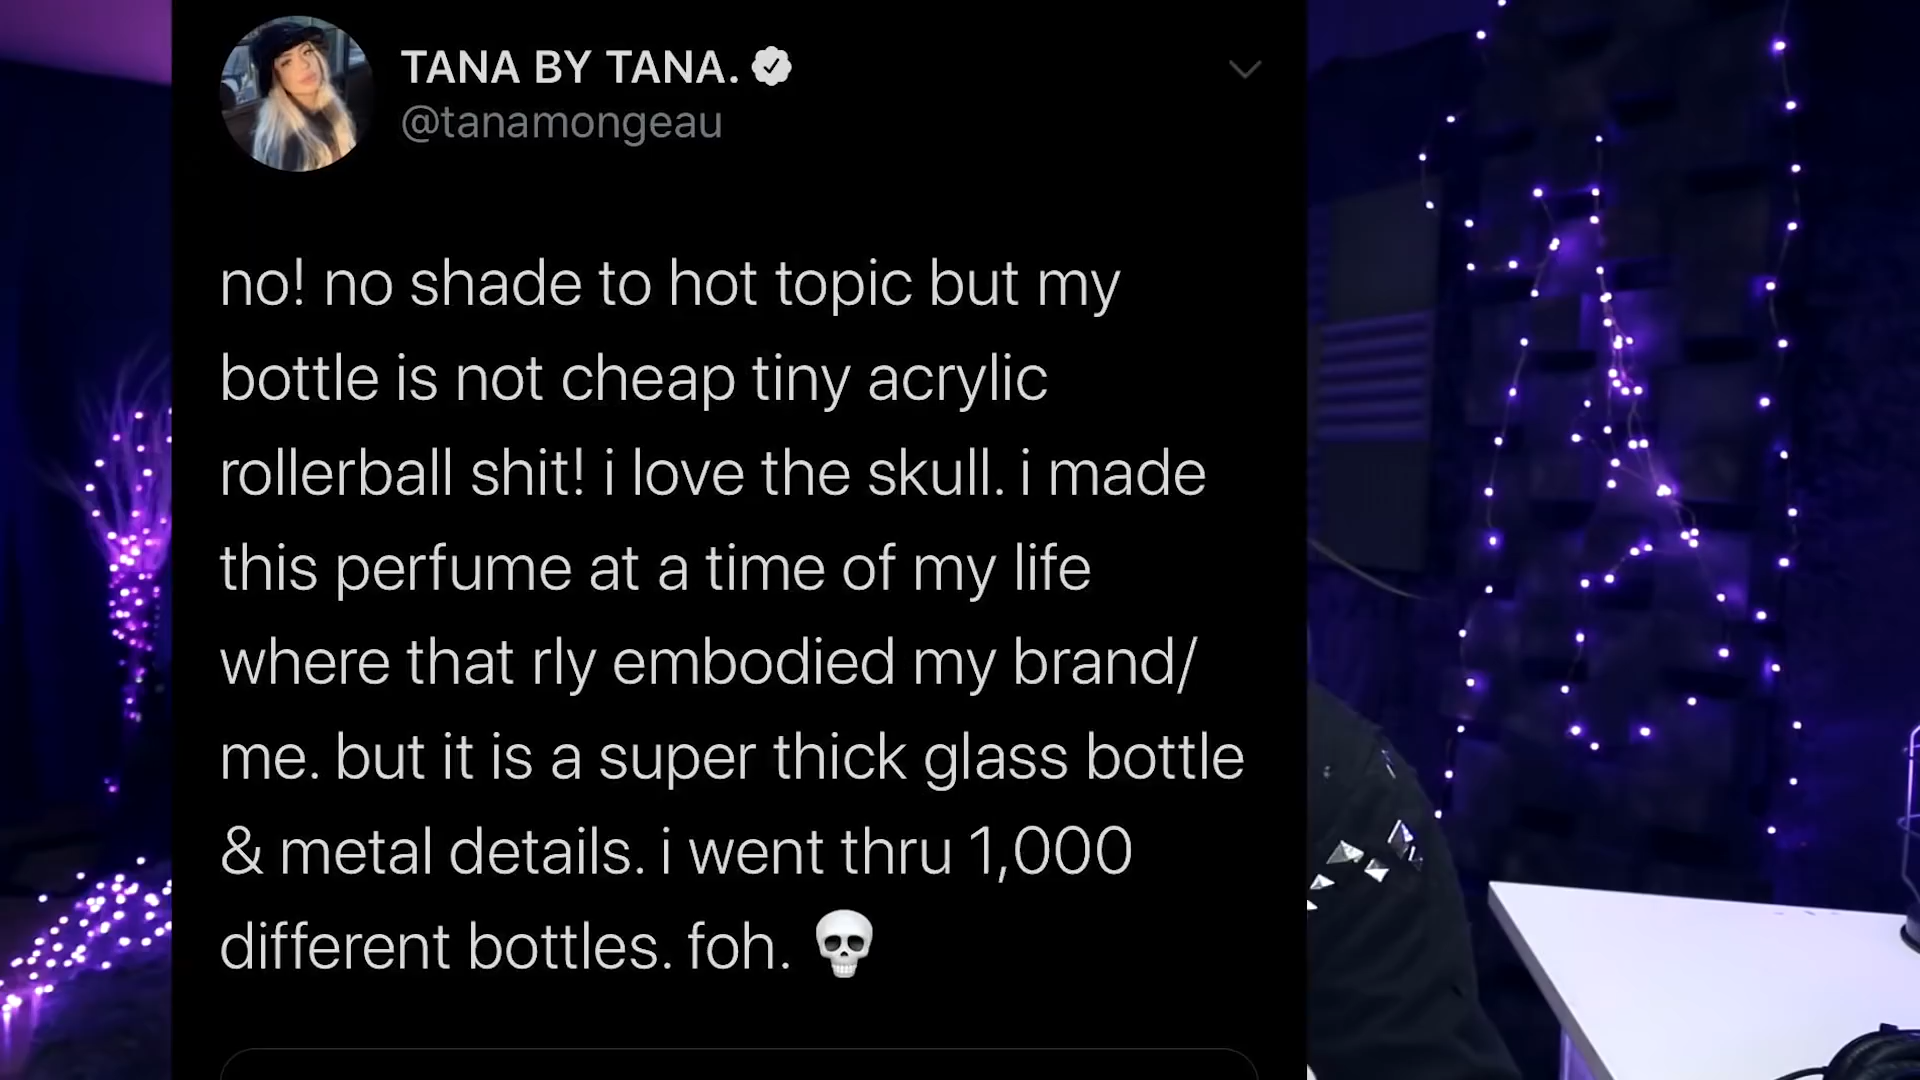 TANA BY TANA.
@tanamongeau
no! no shade to hot topic but my
bottle is not cheap tiny acrylic
rollerball shit! i love the skull. i made
this perfume at a time of my life
where that rly embodied my brand/
me. but it is a super thick glass bottle
& metal details. i went thru 1,000
different bottles. foh. 💀